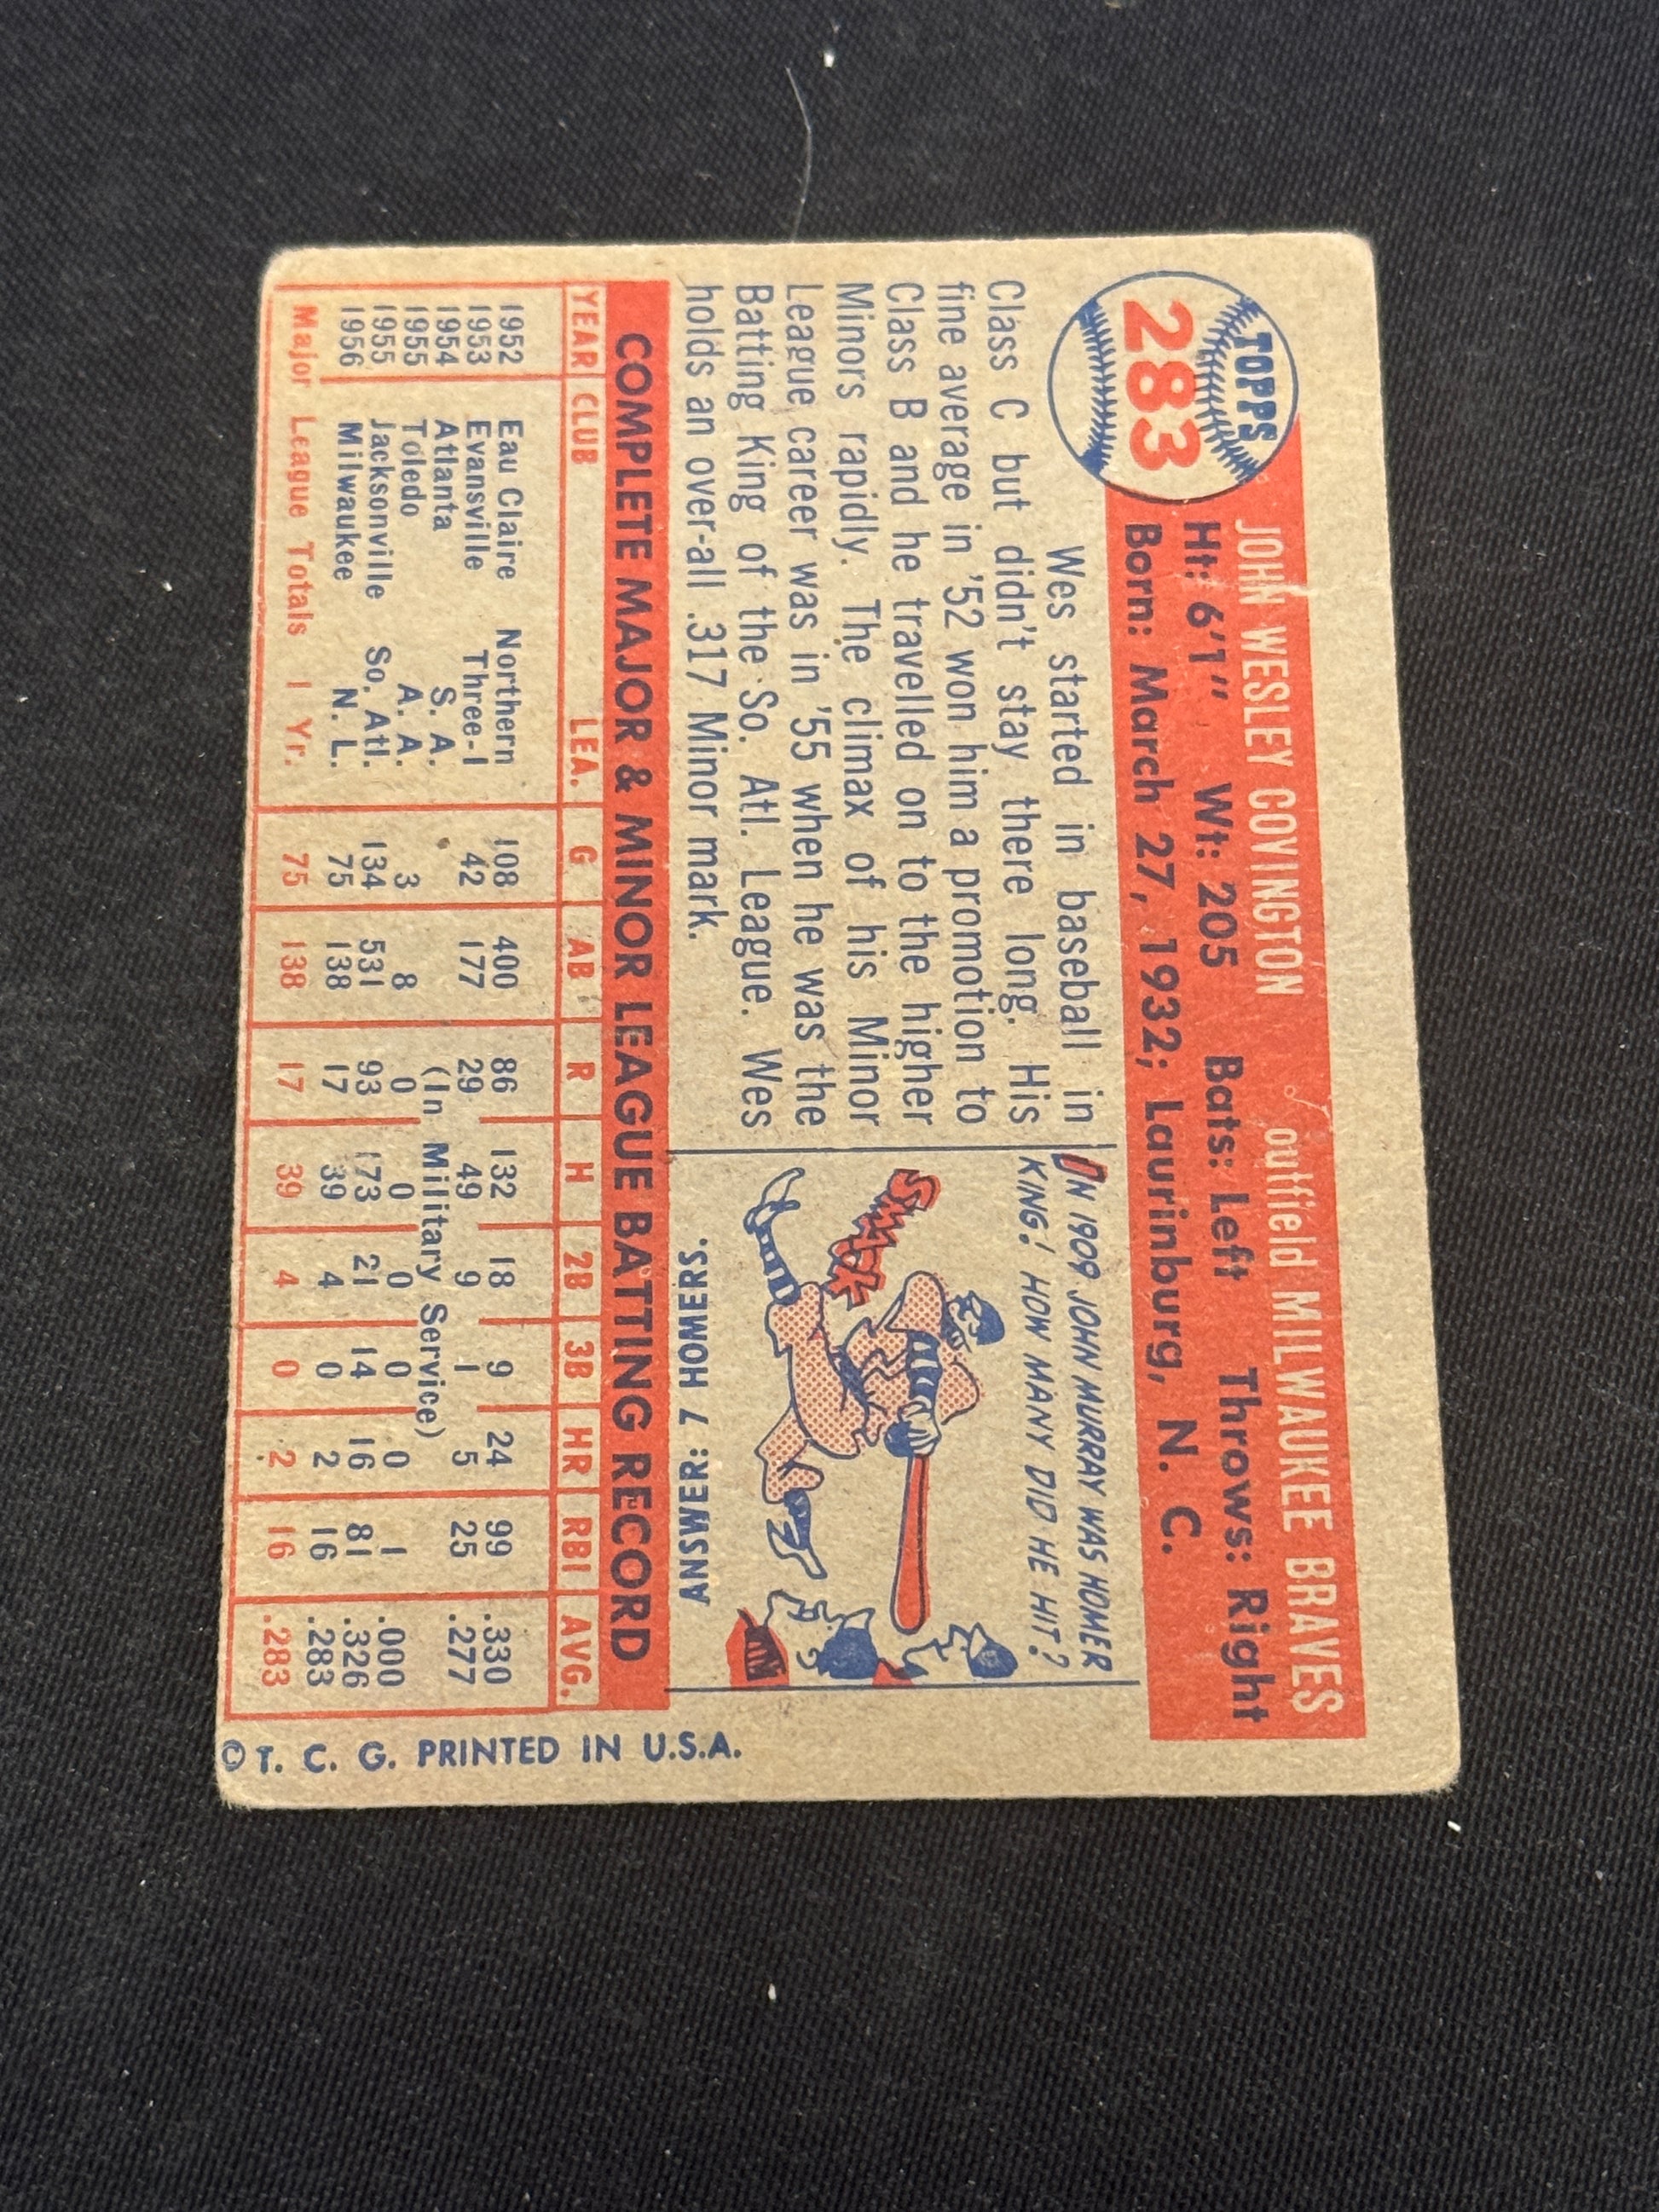 TOPPS
283
JOHN WESLEY COVINGTON outfield MILWAUKEE BRAVES
Ht: 6'1" Wt: 205 Bats: Left Throws: Right
Born: March 27, 1932; Laurinburg, N. C.
Wes started in baseball in
Class C but didn't stay there long. His
fine average in '52 won him a promotion to
Class B and he travelled on to the higher
Minors rapidly. The climax of his Minor
League career was in '55 when he was the
Batting King of the So. Atl. League. Wes
holds an over-all .317 Minor mark.
IN 1909 JOHN MURRAY WAS HOMER
KING! HOW MANY DID HE HIT?
SMACK
ANSWER: 7 HOMERS.
COMPLETE MAJOR & MINOR LEAGUE BATTING RECORD
YEAR CLUB LEA. G AB R H 2B 3B HR RBI AVG.
1952 Eau Claire Northern 108 400 86 132 18 9 24 99 .330
1953 Evansville Three-I 42 177 29 49 9 1 5 25 .277
1954 Atlanta S. A. (In Military Service)
1955 Toledo A. A. 3 8 0 0 0 0 0 1 .000
1955 Jacksonville So. Atl. 134 531 93 173 21 14 16 81 .326
1956 Milwaukee N. L. 75 138 17 39 4 0 2 16 .283
Major League Totals 1 Yr. 75 138 17 39 4 0 2 16 .283
© T. C. G. PRINTED IN U.S.A.